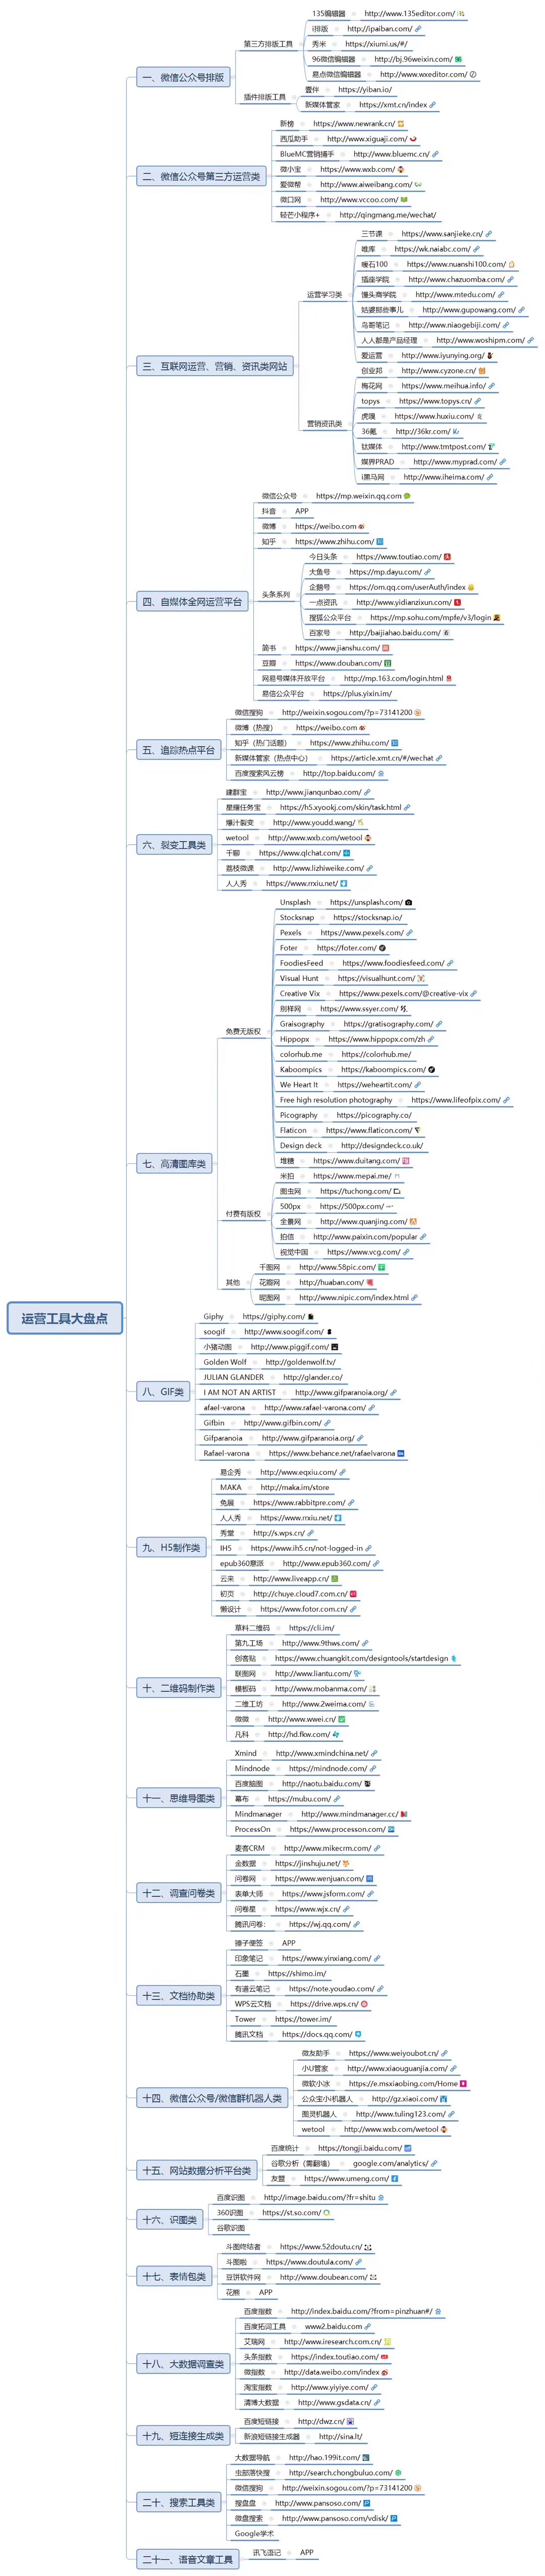 运营工具大盘点
一、微信公众号排版
第三方排版工具
135编辑器 http://www.135editor.com/
i排版 http://ipaiban.com/
秀米 https://xiumi.us/#/
96微信编辑器 http://bj.96weixin.com/
易点微信编辑器 http://www.wxeditor.com/
插件排版工具
壹伴 https://yiban.io/
新媒体管家 https://xmt.cn/index
二、微信公众号第三方运营类
新榜 https://www.newrank.cn/
西瓜助手 http://www.xiguaji.com/
BlueMC营销捕手 http://www.bluemc.cn/
微小宝 https://www.wxb.com/
爱微帮 http://www.aiweibang.com/
微口网 http://www.vccoo.com/
轻芒小程序+ http://qingmang.me/wechat/
三、互联网运营、营销、资讯类网站
运营学习类
三节课 https://www.sanjieke.cn/
唯库 https://wk.naiabc.com/
暖石100 https://www.nuanshi100.com/
插座学院 http://www.chazuomba.com/
馒头商学院 http://www.mtedu.com/
姑婆那些事儿 http://www.gupowang.com/
鸟哥笔记 http://www.niaogebiji.com/
人人都是产品经理 http://www.woshipm.com/
爱运营 http://www.iyunying.org/
营销资讯类
创业邦 http://www.cyzone.cn/
梅花网 https://www.meihua.info/
topys https://www.topys.cn/
虎嗅 https://www.huxiu.com/
36氪 http://36kr.com/
钛媒体 http://www.tmtpost.com/
媒界PRAD http://www.myprad.com/
i黑马网 http://www.iheima.com/
四、自媒体全网运营平台
微信公众号 https://mp.weixin.qq.com
抖音 APP
微博 https://weibo.com
知乎 https://www.zhihu.com/
头条系列
今日头条 https://www.toutiao.com/
大鱼号 https://mp.dayu.com/
企鹅号 https://om.qq.com/userAuth/index
一点资讯 http://www.yidianzixun.com/
搜狐公众平台 https://mp.sohu.com/mpfe/v3/login
百家号 http://baijiahao.baidu.com/
简书 https://www.jianshu.com/
豆瓣 https://www.douban.com/
网易号媒体开放平台 http://mp.163.com/login.html
易信公众平台 https://plus.yixin.im/
五、追踪热点平台
微信搜狗 http://weixin.sogou.com/?p=73141200
微博（热搜） https://weibo.com
知乎（热门话题） https://www.zhihu.com/
新媒体管家（热点中心） https://article.xmt.cn/#/wechat
百度搜索风云榜 http://top.baidu.com/
六、裂变工具类
建群宝 http://www.jianqunbao.com/
星耀任务宝 https://h5.xyookj.com/skin/task.html
爆汁裂变 http://www.youdd.wang/
wetool http://www.wxb.com/wetool
千聊 https://www.qlchat.com/
荔枝微课 http://www.lizhiweike.com/
人人秀 https://www.rrxiu.net/
七、高清图库类
免费无版权
Unsplash https://unsplash.com/
Stocksnap https://stocksnap.io/
Pexels https://www.pexels.com/
Foter https://foter.com/
FoodiesFeed https://www.foodiesfeed.com/
Visual Hunt https://visualhunt.com/
Creative Vix https://www.pexels.com/@creative-vix
别样网 https://www.ssyer.com/
Graisography https://gratisography.com/
Hippopx https://www.hippopx.com/zh
colorhub.me https://colorhub.me/
Kaboompics https://kaboompics.com/
We Heart It https://weheartit.com/
Free high resolution photography https://www.lifeofpix.com/
Picography https://picography.co/
Flaticon https://www.flaticon.com/
Design deck http://designdeck.co.uk/
堆糖 https://www.duitang.com/
付费有版权
米拍 https://www.mepai.me/
图虫网 https://tuchong.com/
500px https://500px.com/
全景网 http://www.quanjing.com/
拍信 http://www.paixin.com/popular
视觉中国 https://www.vcg.com/
其他
千图网 http://www.58pic.com/
花瓣网 http://huaban.com/
昵图网 http://www.nipic.com/index.html
八、GIF类
Giphy https://giphy.com/
soogif http://www.soogif.com/
小猪动图 http://www.piggif.com/
Golden Wolf http://goldenwolf.tv/
JULIAN GLANDER http://glander.co/
I AM NOT AN ARTIST http://www.gifparanoia.org/
afael-varona http://www.rafael-varona.com/
Gifbin http://www.gifbin.com/
Gifparanoia http://www.gifparanoia.org/
Rafael-varona https://www.behance.net/rafaelvarona
九、H5制作类
易企秀 http://www.eqxiu.com/
MAKA http://maka.im/store
兔展 https://www.rabbitpre.com/
人人秀 https://www.rrxiu.net/
秀堂 http://s.wps.cn/
IH5 https://www.ih5.cn/not-logged-in
epub360意派 http://www.epub360.com/
云来 http://www.liveapp.cn/
初页 http://chuye.cloud7.com.cn/
懒设计 https://www.fotor.com.cn/
十、二维码制作类
草料二维码 https://cli.im/
第九工场 http://www.9thws.com/
创客贴 https://www.chuangkit.com/designtools/startdesign
联图网 http://www.liantu.com/
模板码 http://www.mobanma.com/
二维工坊 http://www.2weima.com/
微微 http://www.wwei.cn/
凡科 http://hd.fkw.com/
十一、思维导图类
Xmind http://www.xmindchina.net/
Mindnode https://mindnode.com/
百度脑图 http://naotu.baidu.com/
幕布 https://mubu.com/
Mindmanager http://www.mindmanager.cc/
ProcessOn https://www.processon.com/
十二、调查问卷类
麦客CRM http://www.mikecrm.com/
金数据 https://jinshuju.net/
问卷网 https://www.wenjuan.com/
表单大师 https://www.jsform.com/
问卷星 https://www.wjx.cn/
腾讯问卷： https://wj.qq.com/
十三、文档协助类
锤子便签 APP
印象笔记 https://www.yinxiang.com/
石墨 https://shimo.im/
有道云笔记 https://note.youdao.com/
WPS云文档 https://drive.wps.cn/
Tower https://tower.im/
腾讯文档 https://docs.qq.com/
十四、微信公众号/微信群机器人类
微友助手 https://www.weiyoubot.cn/
小U管家 http://www.xiaouguanjia.com/
微软小冰 https://e.msxiaobing.com/Home
公众宝小i机器人 http://gz.xiaoi.com/
图灵机器人 http://www.tuling123.com/
wetool http://www.wxb.com/wetool
十五、网站数据分析平台类
百度统计 https://tongji.baidu.com/
谷歌分析（需翻墙） google.com/analytics/
友盟 https://www.umeng.com/
十六、识图类
百度识图 http://image.baidu.com/?fr=shitu
360识图 https://st.so.com/
谷歌识图
十七、表情包类
斗图终结者 https://www.52doutu.cn/
斗图啦 https://www.doutula.com/
豆饼软件网 http://www.doubean.com/
花熊 APP
十八、大数据调查类
百度指数 http://index.baidu.com/?from=pinzhuan#/
百度拓词工具 www2.baidu.com
艾瑞网 http://www.iresearch.com.cn/
头条指数 https://index.toutiao.com/
微指数 http://data.weibo.com/index
淘宝指数 http://www.yiyiye.com/
清博大数据 http://www.gsdata.cn/
十九、短连接生成类
百度短链接 http://dwz.cn/
新浪短链接生成器 http://sina.lt/
二十、搜索工具类
大数据导航 http://hao.199it.com/
虫部落快搜 http://search.chongbuluo.com/
微信搜狗 http://weixin.sogou.com/?p=73141200
搜盘盘 http://www.pansoso.com/
微盘搜索 http://www.pansoso.com/vdisk/
Google学术
二十一、语音文章工具
讯飞语记 APP